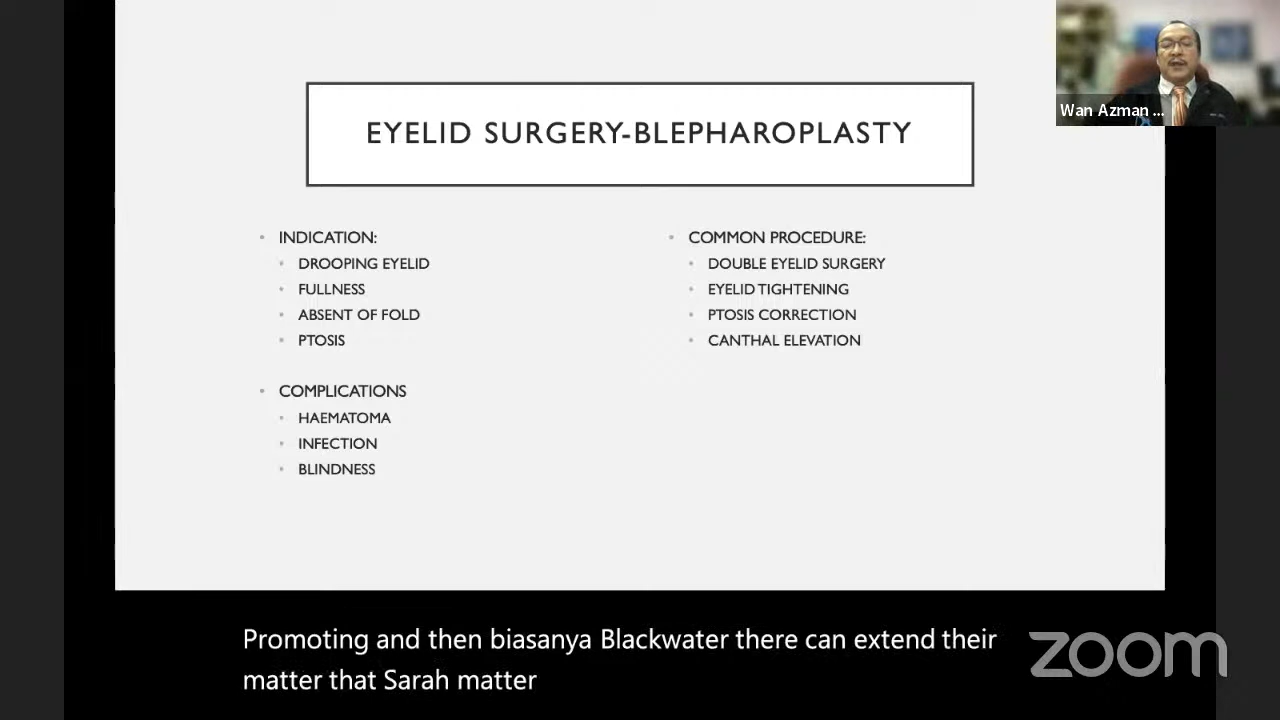 EYELID SURGERY-BLEPHAROPLASTY
Wan Azman ...
INDICATION:
DROOPING EYELID
FULLNESS
ABSENT OF FOLD
PTOSIS
COMPLICATIONS
HAEMATOMA
INFECTION
BLINDNESS
COMMON PROCEDURE:
DOUBLE EYELID SURGERY
EYELID TIGHTENING
PTOSIS CORRECTION
CANTHAL ELEVATION
Promoting and then biasanya Blackwater there can extend their
matter that Sarah matter
zoom